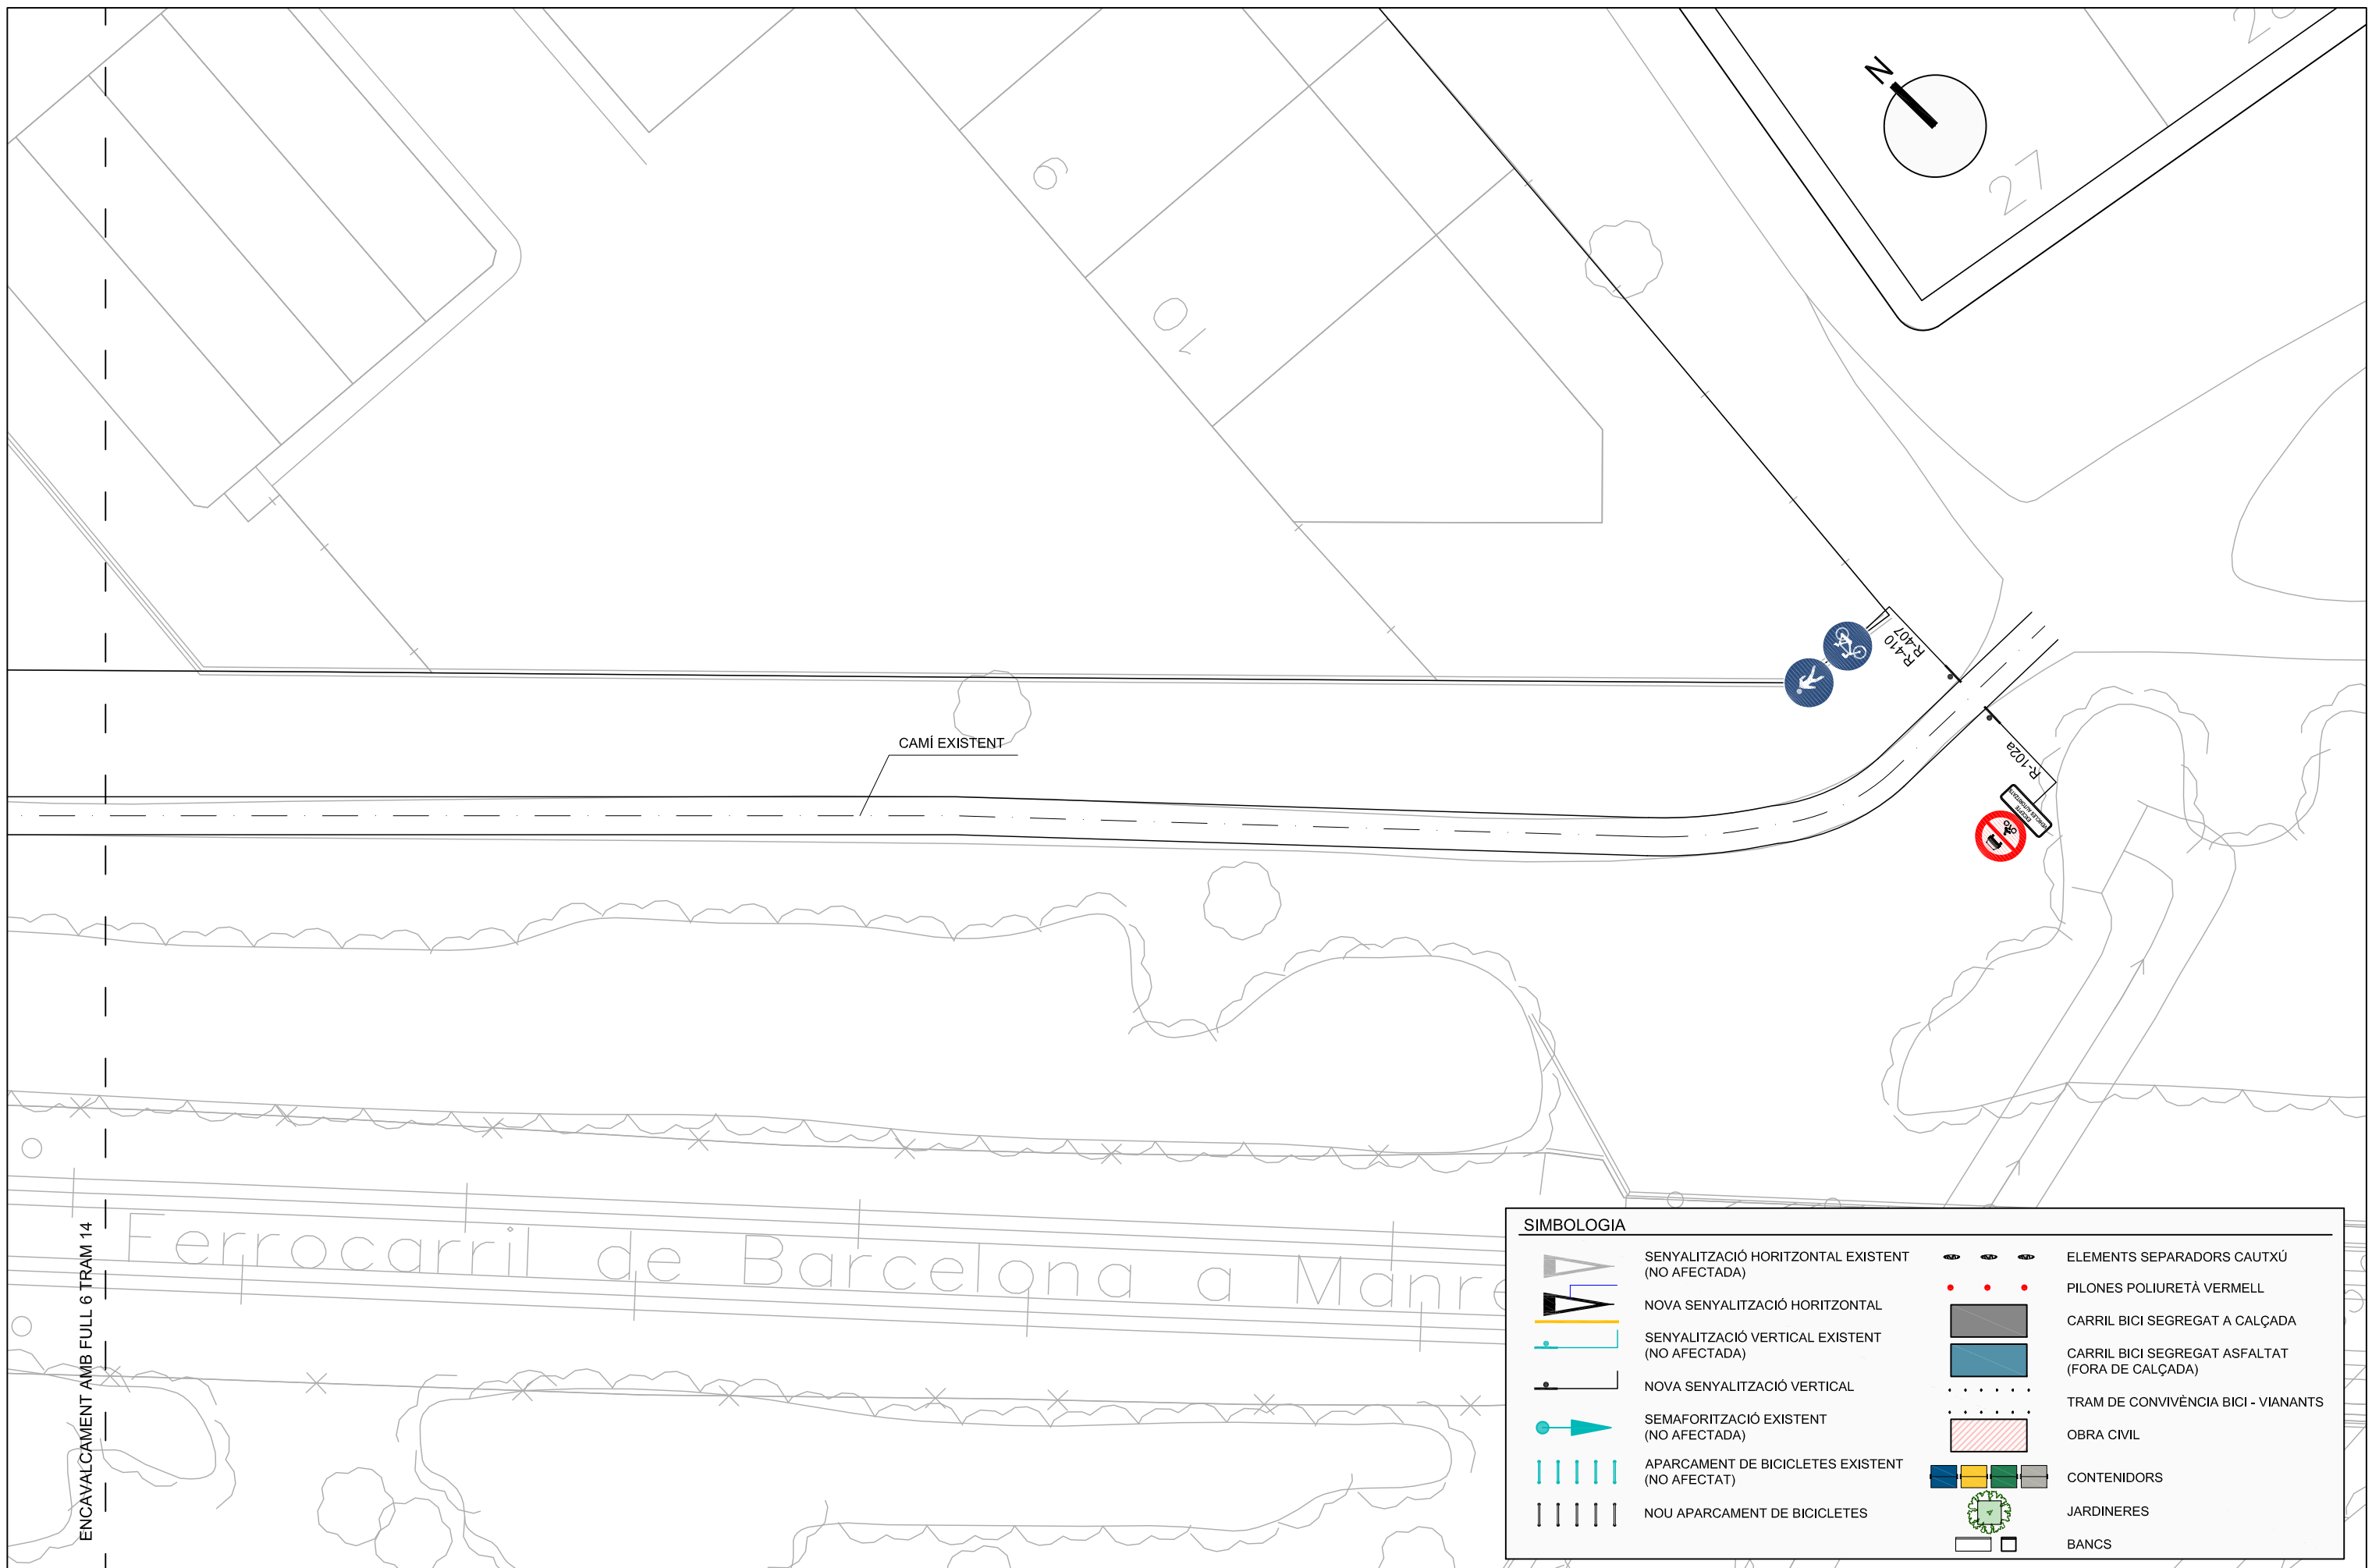 N
27
9
10
R-410
R-407
CAMÍ EXISTENT
R-102a
EXCEPTE
VEHICLES AUTORITZATS
ENCAVALCAMENT AMB FULL 6 TRAM 14
Ferrocarril de Barcelona a Manre
SIMBOLOGIA
SENYALITZACIÓ HORITZONTAL EXISTENT
(NO AFECTADA)
NOVA SENYALITZACIÓ HORITZONTAL
SENYALITZACIÓ VERTICAL EXISTENT
(NO AFECTADA)
NOVA SENYALITZACIÓ VERTICAL
SEMAFORITZACIÓ EXISTENT
(NO AFECTADA)
APARCAMENT DE BICICLETES EXISTENT
(NO AFECTAT)
NOU APARCAMENT DE BICICLETES
ELEMENTS SEPARADORS CAUTXÚ
PILONES POLIURETÀ VERMELL
CARRIL BICI SEGREGAT A CALÇADA
CARRIL BICI SEGREGAT ASFALTAT
(FORA DE CALÇADA)
TRAM DE CONVIVÈNCIA BICI - VIANANTS
OBRA CIVIL
CONTENIDORS
JARDINERES
BANCS